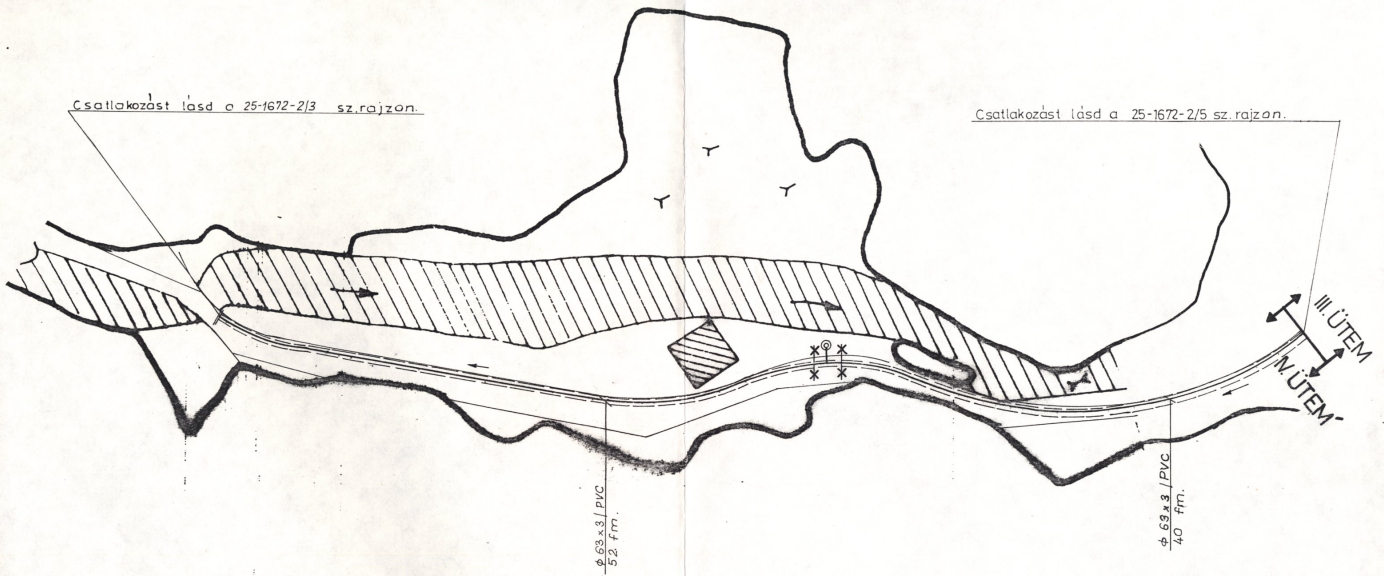 Csatlakozást lásd a 25-1672-2/3 sz. rajzon.
Csatlakozást lásd a 25-1672-2/5 sz. rajzon.
III. ÜTEM
IV. ÜTEM
ϕ 63 x 3 / PVC
52 fm.
ϕ 63 x 3 / PVC
40 fm.